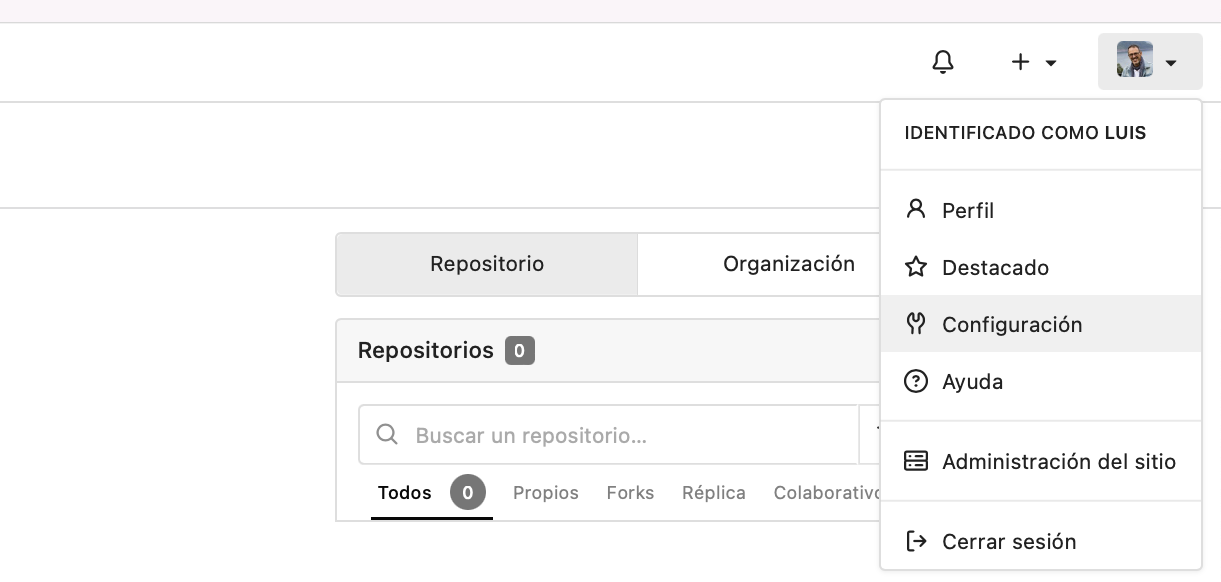 IDENTIFICADO COMO LUIS
Perfil
Destacado
Configuración
Ayuda
Administración del sitio
Cerrar sesión
Repositorio
Organización
Repositorios 0
Buscar un repositorio...
Todos 0 Propios Forks Réplica